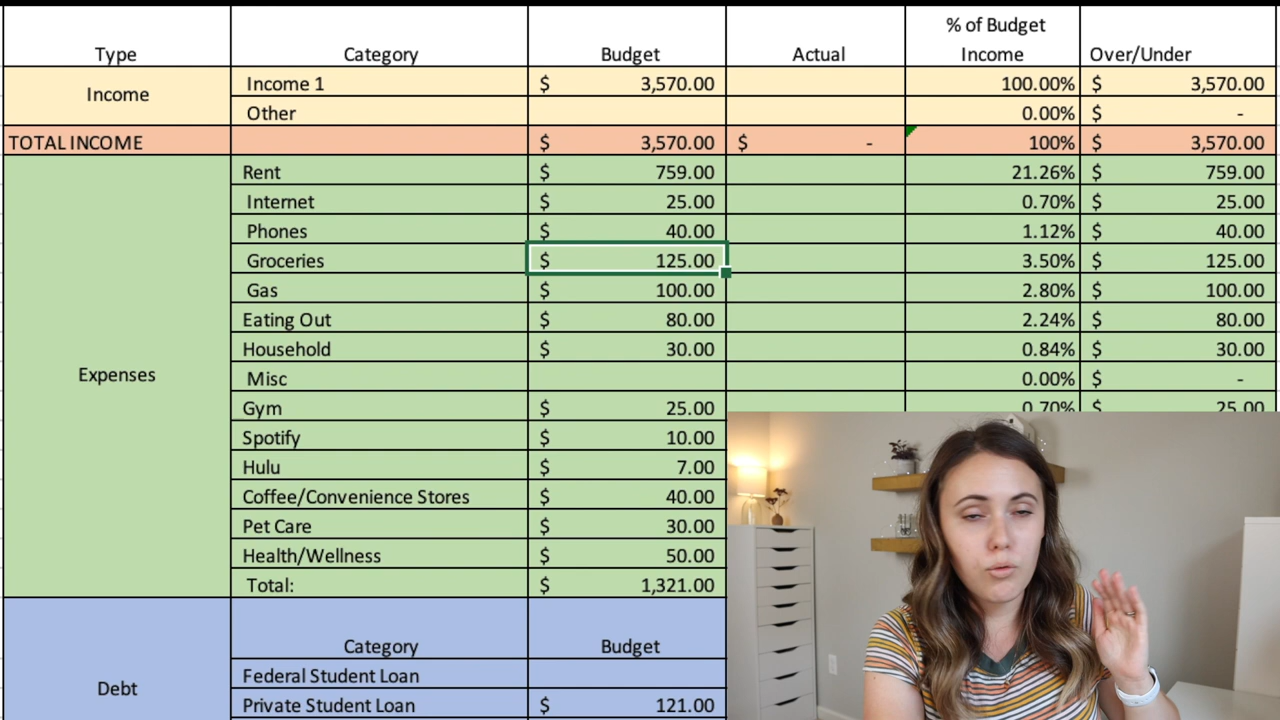 Type Category Budget Actual % of Budget Income Over/Under
Income Income 1 $ 3,570.00 100.00% $ 3,570.00
Other 0.00% $ -
TOTAL INCOME $ 3,570.00 $ - 100% $ 3,570.00
Expenses
Rent $ 759.00 21.26% $ 759.00
Internet $ 25.00 0.70% $ 25.00
Phones $ 40.00 1.12% $ 40.00
Groceries $ 125.00 3.50% $ 125.00
Gas $ 100.00 2.80% $ 100.00
Eating Out $ 80.00 2.24% $ 80.00
Household $ 30.00 0.84% $ 30.00
Misc 0.00% $ -
Gym $ 25.00 0.70% $ 25.00
Spotify $ 10.00
Hulu $ 7.00
Coffee/Convenience Stores $ 40.00
Pet Care $ 30.00
Health/Wellness $ 50.00
Total: $ 1,321.00
Debt
Category Budget
Federal Student Loan
Private Student Loan $ 121.00